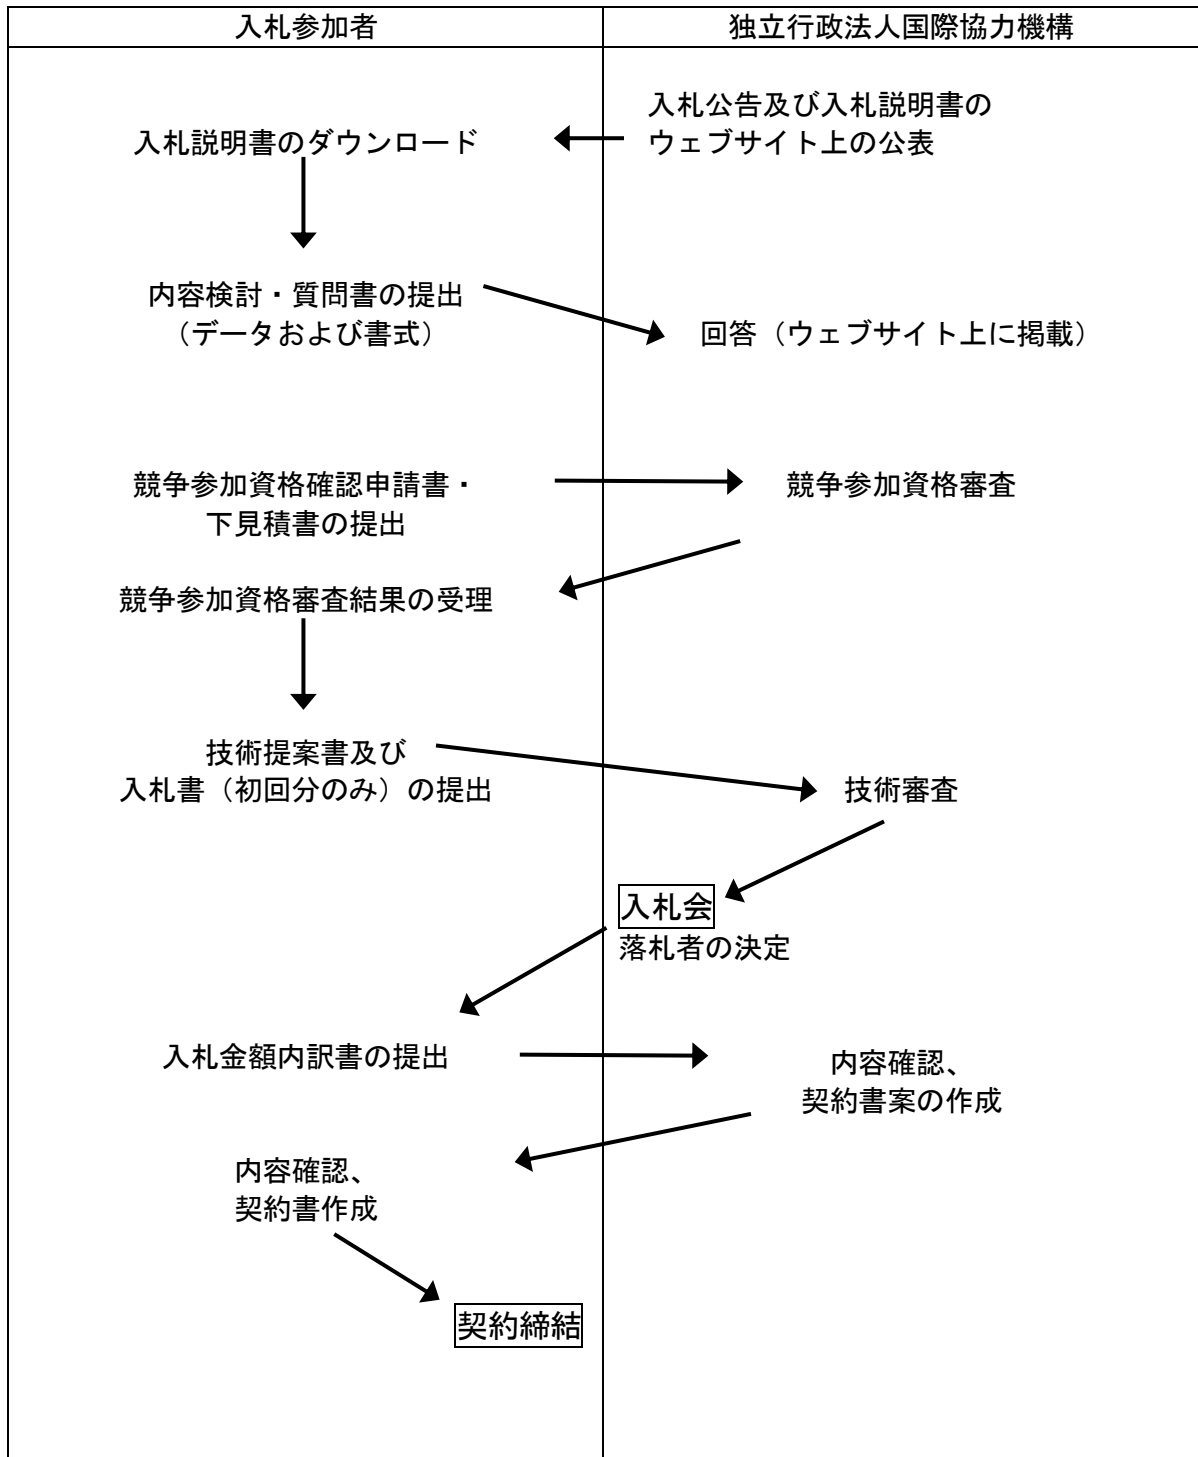 入札参加者
独立行政法人国際協力機構
入札公告及び入札説明書の
ウェブサイト上の公表
入札説明書のダウンロード
内容検討・質問書の提出
（データおよび書式）
回答（ウェブサイト上に掲載）
競争参加資格確認申請書・
下見積書の提出
競争参加資格審査
競争参加資格審査結果の受理
技術提案書及び
入札書（初回分のみ）の提出
技術審査
入札会
落札者の決定
入札金額内訳書の提出
内容確認、
契約書案の作成
内容確認、
契約書作成
契約締結